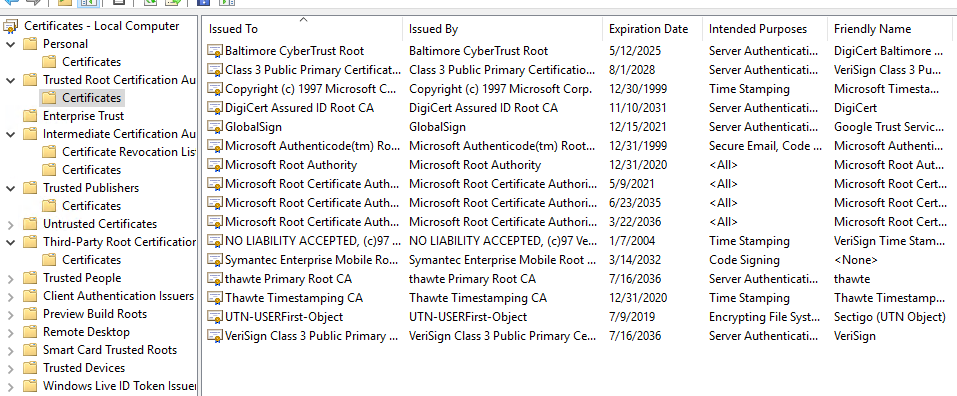 Certificates - Local Computer
Personal
Certificates
Trusted Root Certification Au
Certificates
Enterprise Trust
Intermediate Certification Au
Certificate Revocation Lis
Certificates
Trusted Publishers
Certificates
Untrusted Certificates
Third-Party Root Certification
Certificates
Trusted People
Client Authentication Issuers
Preview Build Roots
Remote Desktop
Smart Card Trusted Roots
Trusted Devices
Windows Live ID Token Issuer
Issued To Issued By Expiration Date Intended Purposes Friendly Name
Baltimore CyberTrust Root Baltimore CyberTrust Root 5/12/2025 Server Authenticati... DigiCert Baltimore ...
Class 3 Public Primary Certificat... Class 3 Public Primary Certificatio... 8/1/2028 Server Authenticati... VeriSign Class 3 Pu...
Copyright (c) 1997 Microsoft C... Copyright (c) 1997 Microsoft Corp. 12/30/1999 Time Stamping Microsoft Timesta...
DigiCert Assured ID Root CA DigiCert Assured ID Root CA 11/10/2031 Server Authenticati... DigiCert
GlobalSign GlobalSign 12/15/2021 Server Authenticati... Google Trust Servic...
Microsoft Authenticode(tm) Ro... Microsoft Authenticode(tm) Root... 12/31/1999 Secure Email, Code ... Microsoft Authenti...
Microsoft Root Authority Microsoft Root Authority 12/31/2020 <All> Microsoft Root Aut...
Microsoft Root Certificate Auth... Microsoft Root Certificate Authori... 5/9/2021 <All> Microsoft Root Cert...
Microsoft Root Certificate Auth... Microsoft Root Certificate Authori... 6/23/2035 <All> Microsoft Root Cert...
Microsoft Root Certificate Auth... Microsoft Root Certificate Authori... 3/22/2036 <All> Microsoft Root Cert...
NO LIABILITY ACCEPTED, (c)97 ... NO LIABILITY ACCEPTED, (c)97 Ve... 1/7/2004 Time Stamping VeriSign Time Stam...
Symantec Enterprise Mobile Ro... Symantec Enterprise Mobile Root ... 3/14/2032 Code Signing <None>
thawte Primary Root CA thawte Primary Root CA 7/16/2036 Server Authenticati... thawte
Thawte Timestamping CA Thawte Timestamping CA 12/31/2020 Time Stamping Thawte Timestamp...
UTN-USERFirst-Object UTN-USERFirst-Object 7/9/2019 Encrypting File Syst... Sectigo (UTN Object)
VeriSign Class 3 Public Primary ... VeriSign Class 3 Public Primary Ce... 7/16/2036 Server Authenticati... VeriSign